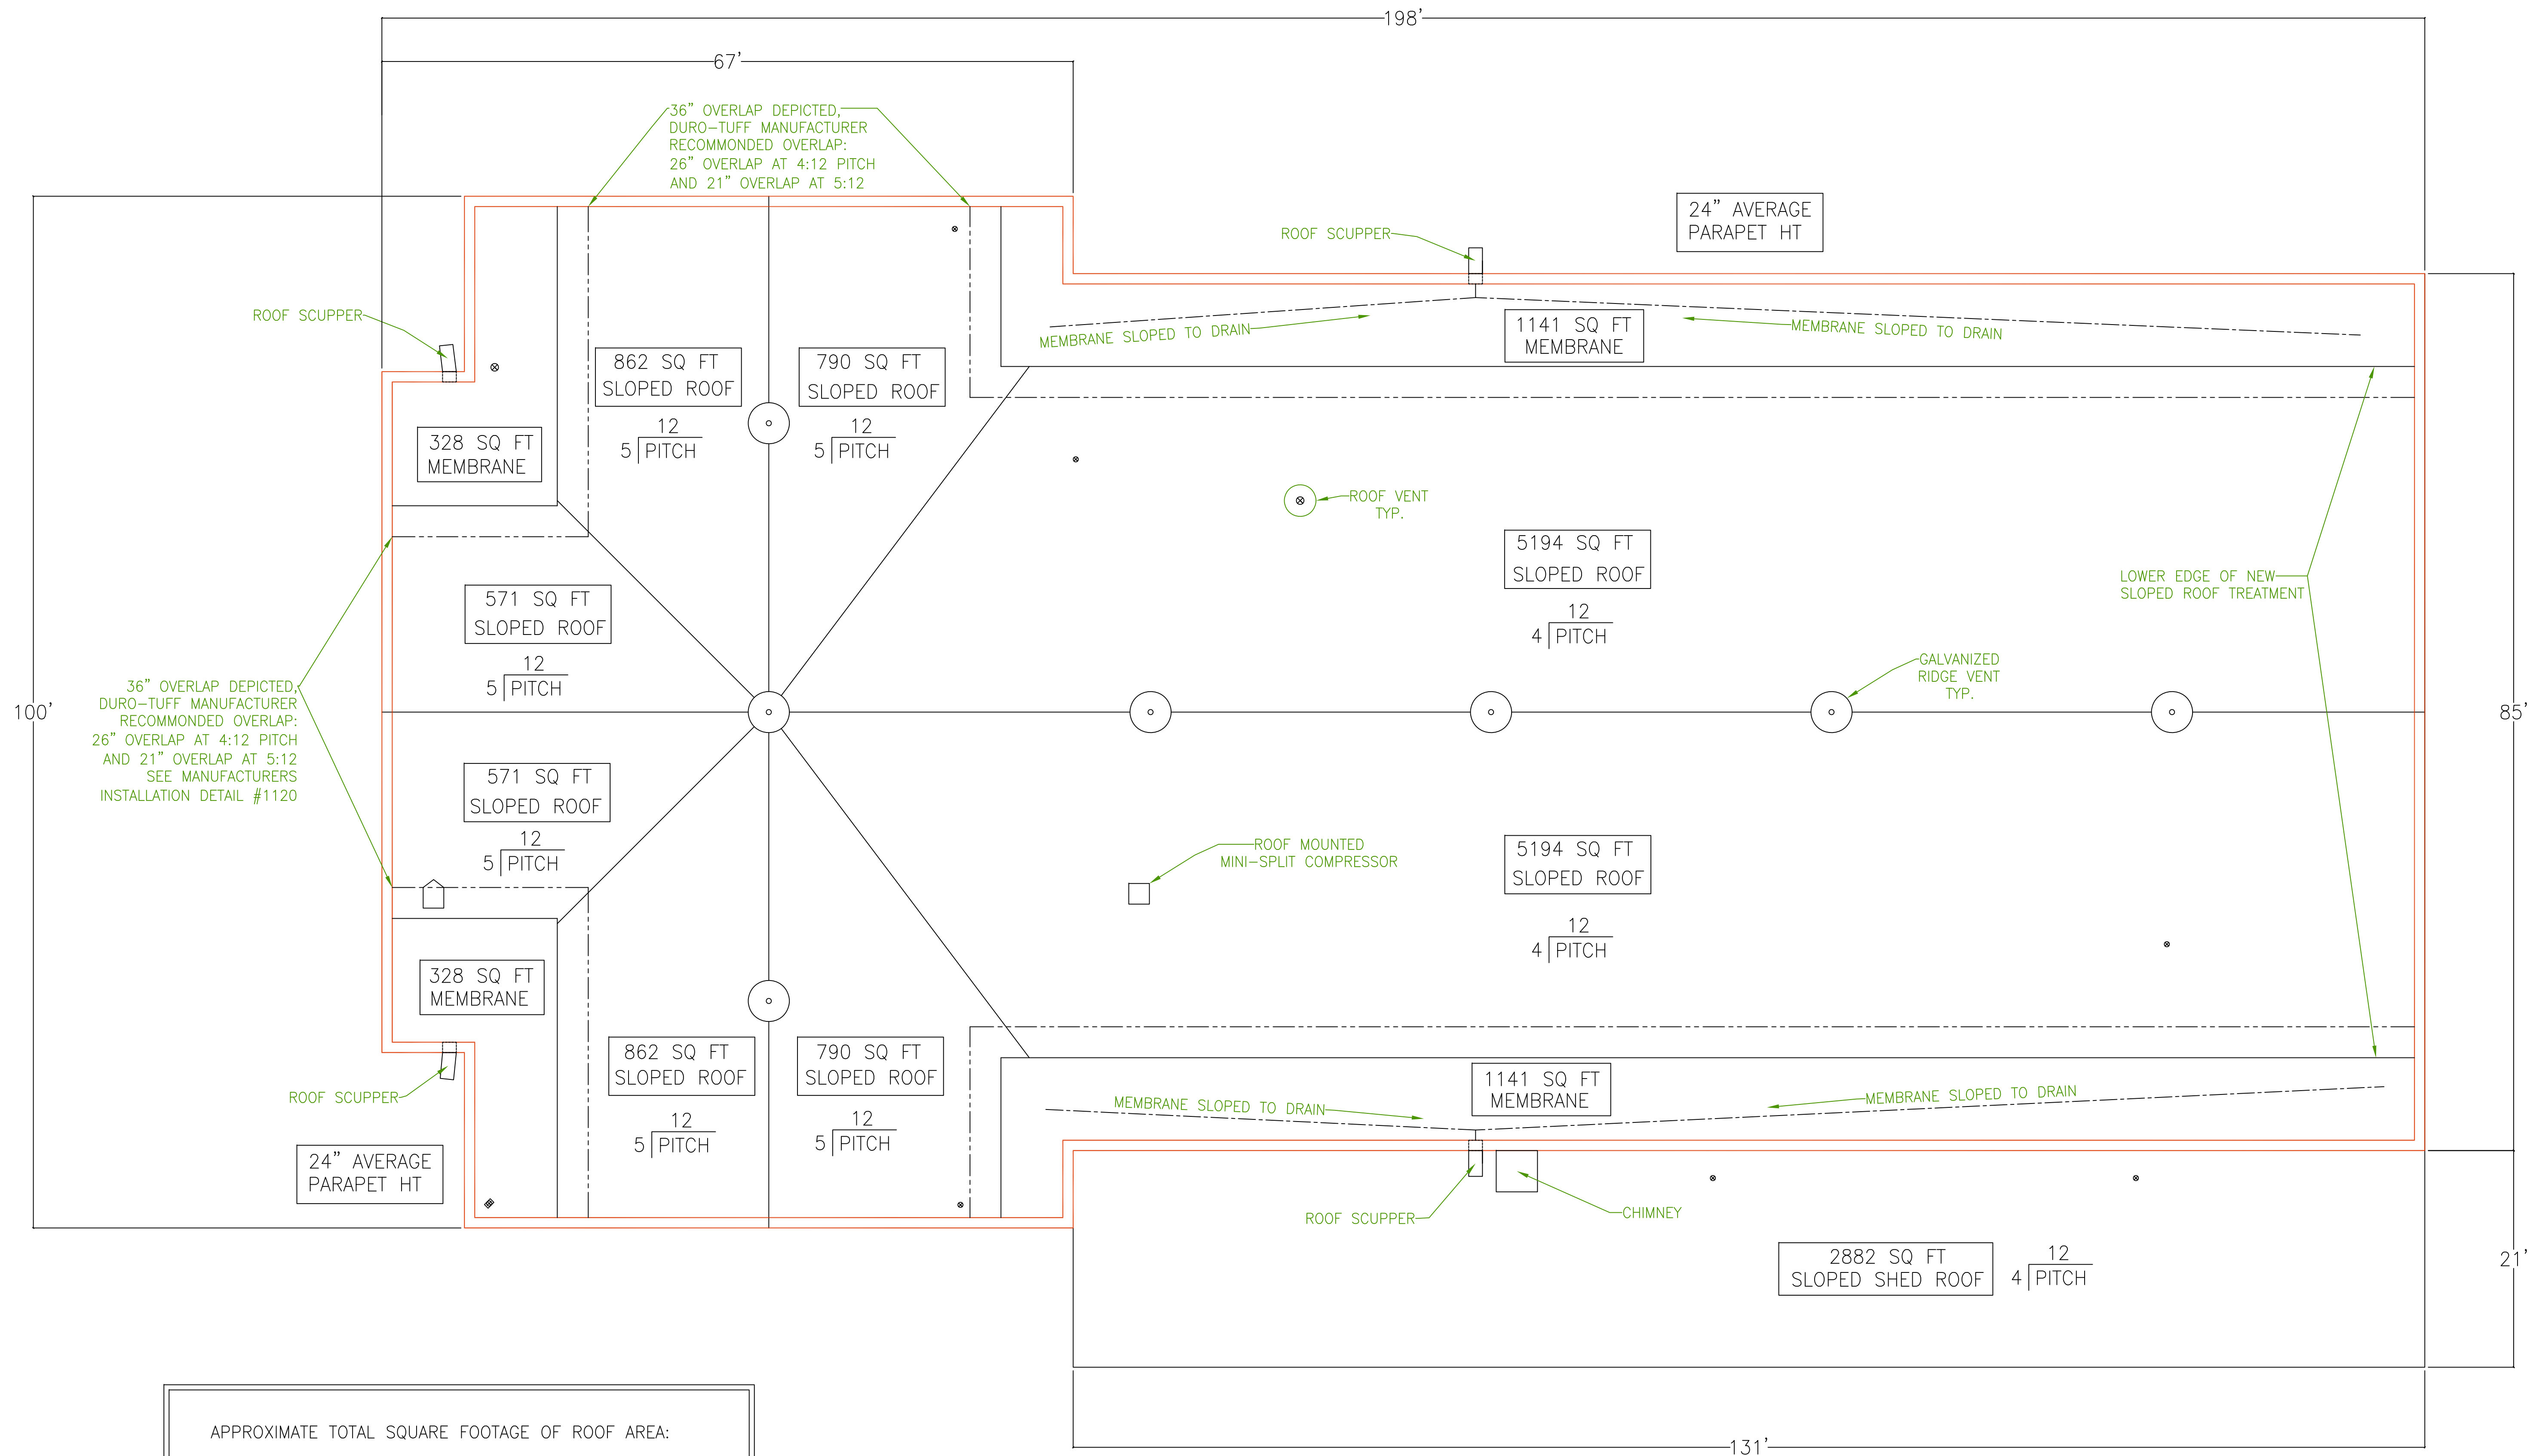 198'
67'
36" OVERLAP DEPICTED,
DURO-TUFF MANUFACTURER
RECOMMONDED OVERLAP:
26" OVERLAP AT 4:12 PITCH
AND 21" OVERLAP AT 5:12
24" AVERAGE
PARAPET HT
ROOF SCUPPER
ROOF SCUPPER
MEMBRANE SLOPED TO DRAIN
1141 SQ FT
MEMBRANE
MEMBRANE SLOPED TO DRAIN
862 SQ FT
SLOPED ROOF
12
5 PITCH
790 SQ FT
SLOPED ROOF
12
5 PITCH
328 SQ FT
MEMBRANE
ROOF VENT
TYP.
5194 SQ FT
SLOPED ROOF
12
4 PITCH
LOWER EDGE OF NEW
SLOPED ROOF TREATMENT
571 SQ FT
SLOPED ROOF
12
5 PITCH
GALVANIZED
RIDGE VENT
TYP.
36" OVERLAP DEPICTED,
DURO-TUFF MANUFACTURER
RECOMMONDED OVERLAP:
26" OVERLAP AT 4:12 PITCH
AND 21" OVERLAP AT 5:12
SEE MANUFACTURERS
INSTALLATION DETAIL #1120
100'
85'
571 SQ FT
SLOPED ROOF
12
5 PITCH
ROOF MOUNTED
MINI-SPLIT COMPRESSOR
5194 SQ FT
SLOPED ROOF
12
4 PITCH
328 SQ FT
MEMBRANE
862 SQ FT
SLOPED ROOF
12
5 PITCH
790 SQ FT
SLOPED ROOF
12
5 PITCH
MEMBRANE SLOPED TO DRAIN
1141 SQ FT
MEMBRANE
MEMBRANE SLOPED TO DRAIN
ROOF SCUPPER
24" AVERAGE
PARAPET HT
ROOF SCUPPER
CHIMNEY
2882 SQ FT
SLOPED SHED ROOF
12
4 PITCH
21'
APPROXIMATE TOTAL SQUARE FOOTAGE OF ROOF AREA:
131'